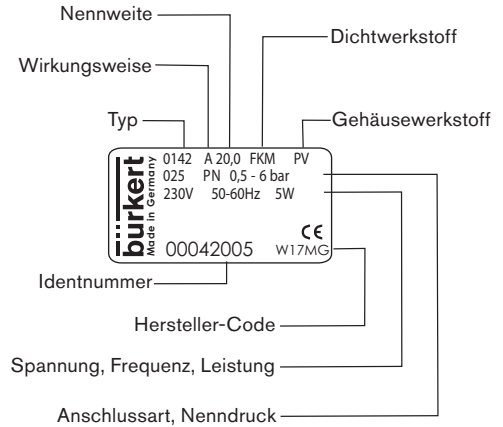 Nennweite
Dichtwerkstoff
Wirkungsweise
Typ
Gehäusewerkstoff
bürkert
Made in Germany
0142 A 20,0 FKM PV
025 PN 0,5 - 6 bar
230V 50-60Hz 5W
CE
00042005 W17MG
Identnummer
Hersteller-Code
Spannung, Frequenz, Leistung
Anschlussart, Nenndruck